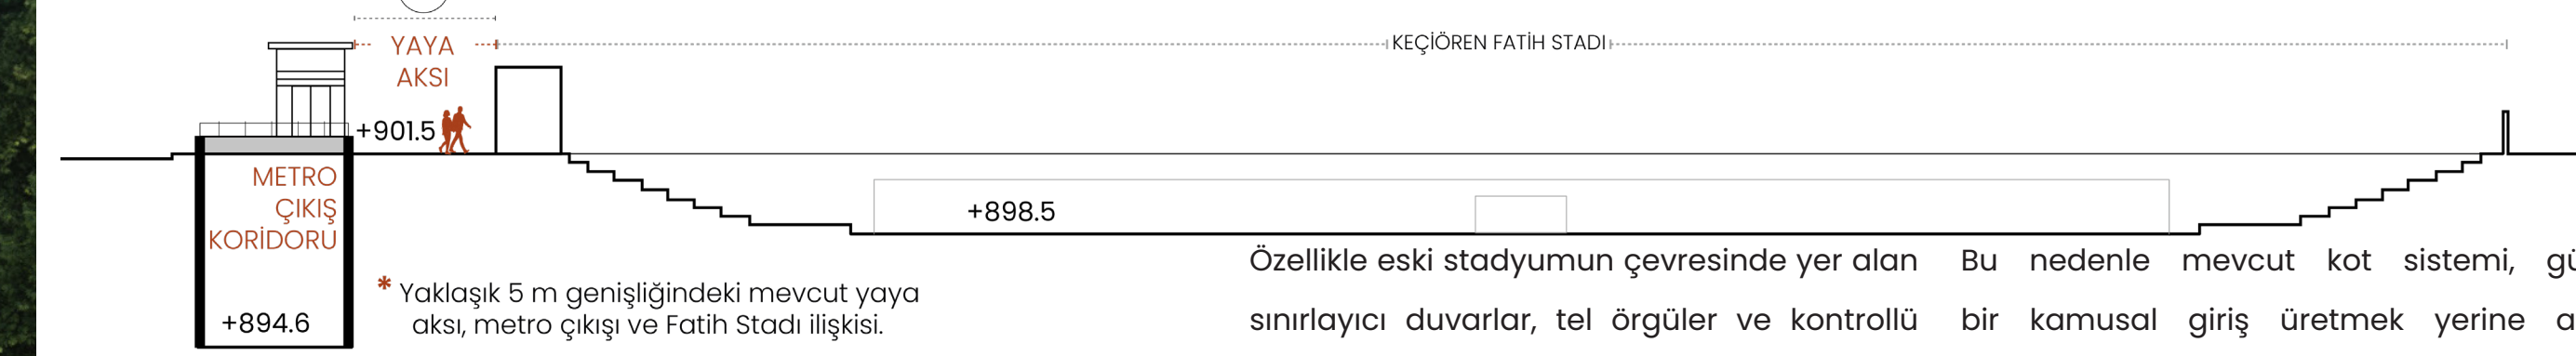 YAYA
AKSI
KEÇİÖREN FATİH STADI
+901.5
METRO
ÇIKIŞ
KORİDORU
+894.6
+898.5
* Yaklaşık 5 m genişliğindeki mevcut yaya
aksı, metro çıkışı ve Fatih Stadı ilişkisi.
Özellikle eski stadyumun çevresinde yer alan
sınırlayıcı duvarlar, tel örgüler ve kontrollü
Bu nedenle mevcut kot sistemi,
bir kamusal giriş üretmek yerine